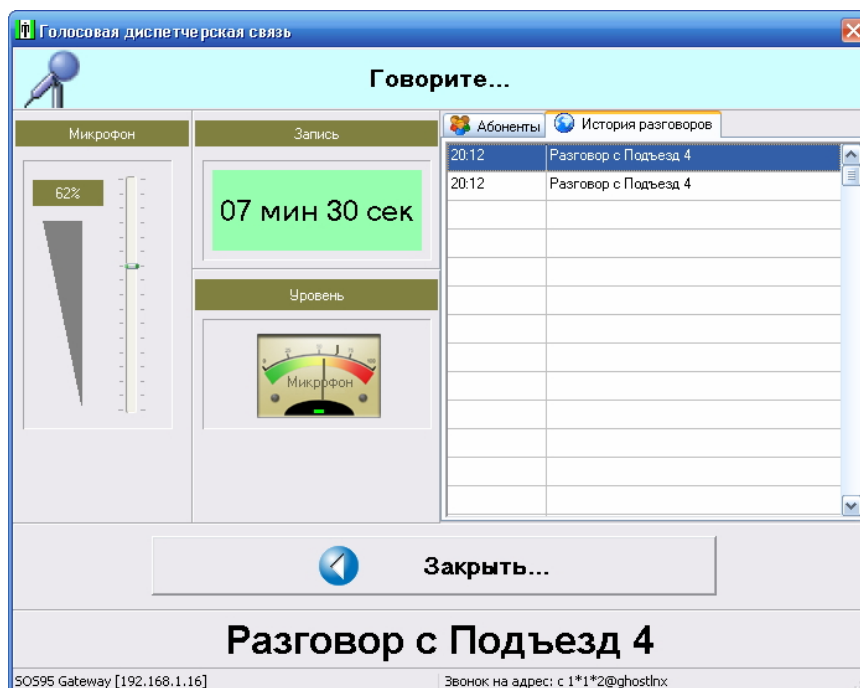 Голосовая диспетчерская связь
Говорите...
Микрофон
62%
Запись
07 мин 30 сек
Уровень
Микрофон
Абоненты
История разговоров
20:12 Разговор с Подъезд 4
20:12 Разговор с Подъезд 4
Закрыть...
Разговор с Подъезд 4
SOS95 Gateway [192.168.1.16]
Звонок на адрес: с 1*1*2@ghostlnx